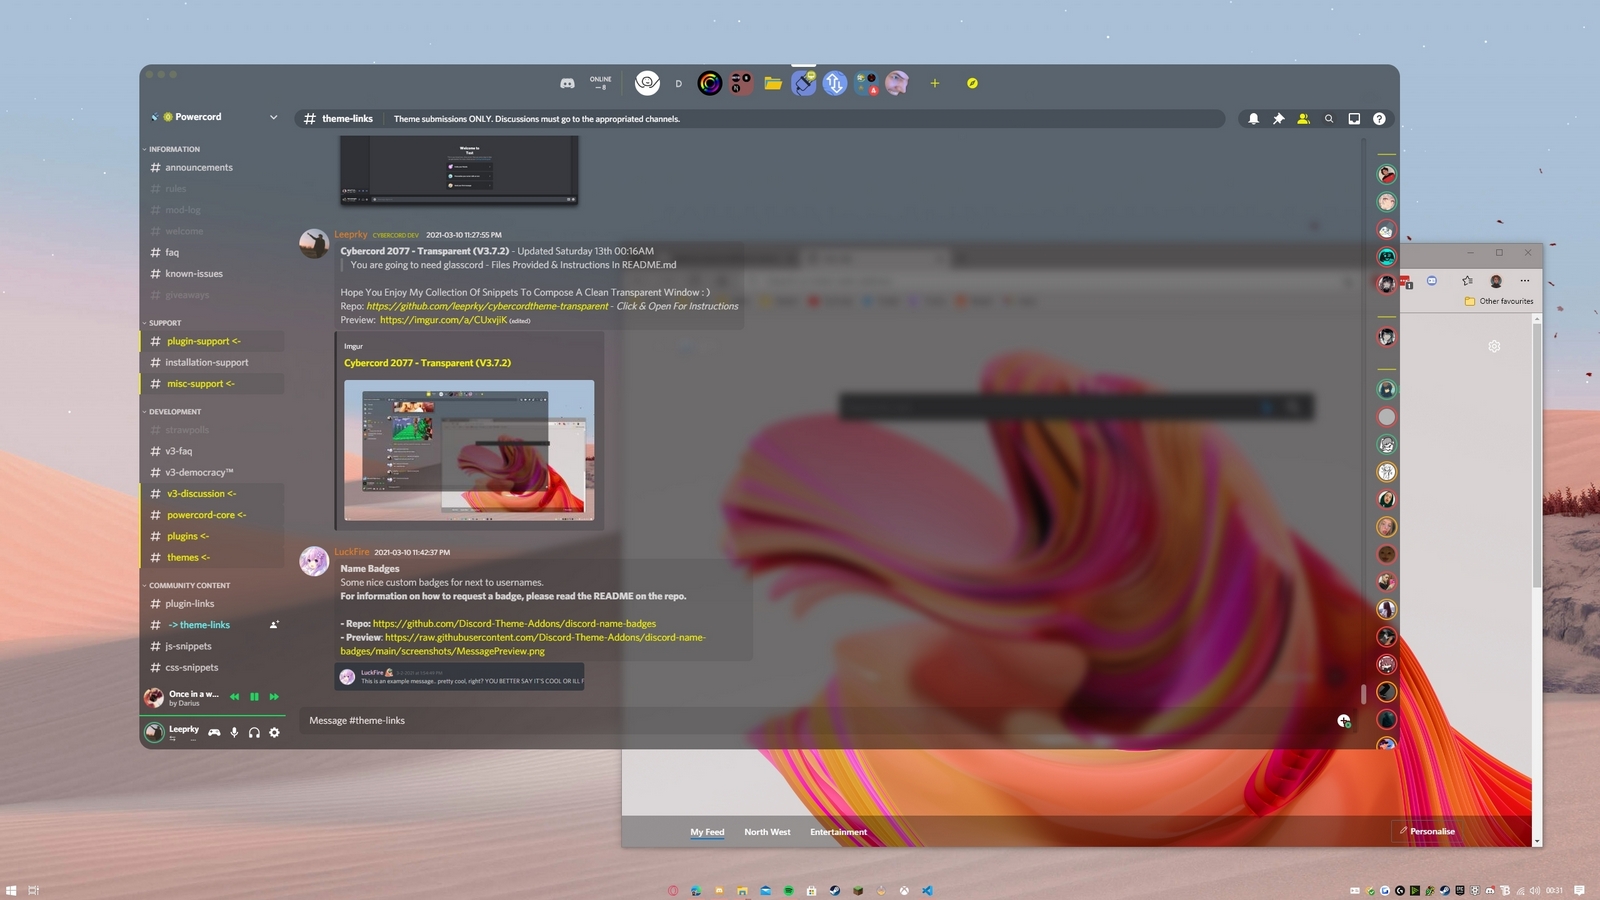 ONLINE
—8
D
Powercord
# theme-links
Theme submissions ONLY. Discussions must go to the appropriated channels.
INFORMATION
# announcements
# rules
# mod-log
# welcome
# faq
# known-issues
# giveaways
SUPPORT
# plugin-support <-
# installation-support
# misc-support <-
DEVELOPMENT
# strawpolls
# v3-faq
# v3-democracy™
# v3-discussion <-
# powercord-core <-
# plugins <-
# themes <-
COMMUNITY CONTENT
# plugin-links
# -> theme-links
# js-snippets
# css-snippets
Once in a w...
by Darius
Leeprky
Welcome to
Leeprky CYBERCORD DEV 2021-03-10 11:27:55 PM
Cybercord 2077 - Transparent (V3.7.2) - Updated Saturday 13th 00:16AM
You are going to need glasscord - Files Provided & Instructions In README.md
Hope You Enjoy My Collection Of Snippets To Compose A Clean Transparent Window : )
Repo: https://github.com/leeprky/cybercordtheme-transparent - Click & Open For Instructions
Preview: https://imgur.com/a/CUxvjiK (edited)
Imgur
Cybercord 2077 - Transparent (V3.7.2)
LuckFire 2021-03-10 11:42:37 PM
Name Badges
Some nice custom badges for next to usernames.
For information on how to request a badge, please read the README on the repo.
- Repo: https://github.com/Discord-Theme-Addons/discord-name-badges
- Preview: https://raw.githubusercontent.com/Discord-Theme-Addons/discord-name-
badges/main/screenshots/MessagePreview.png
LuckFire
This is an example message.. pretty cool, right? YOU BETTER SAY IT'S COOL OR ILL F
Message #theme-links
Other favourites
My Feed
North West
Entertainment
Personalise
00:31